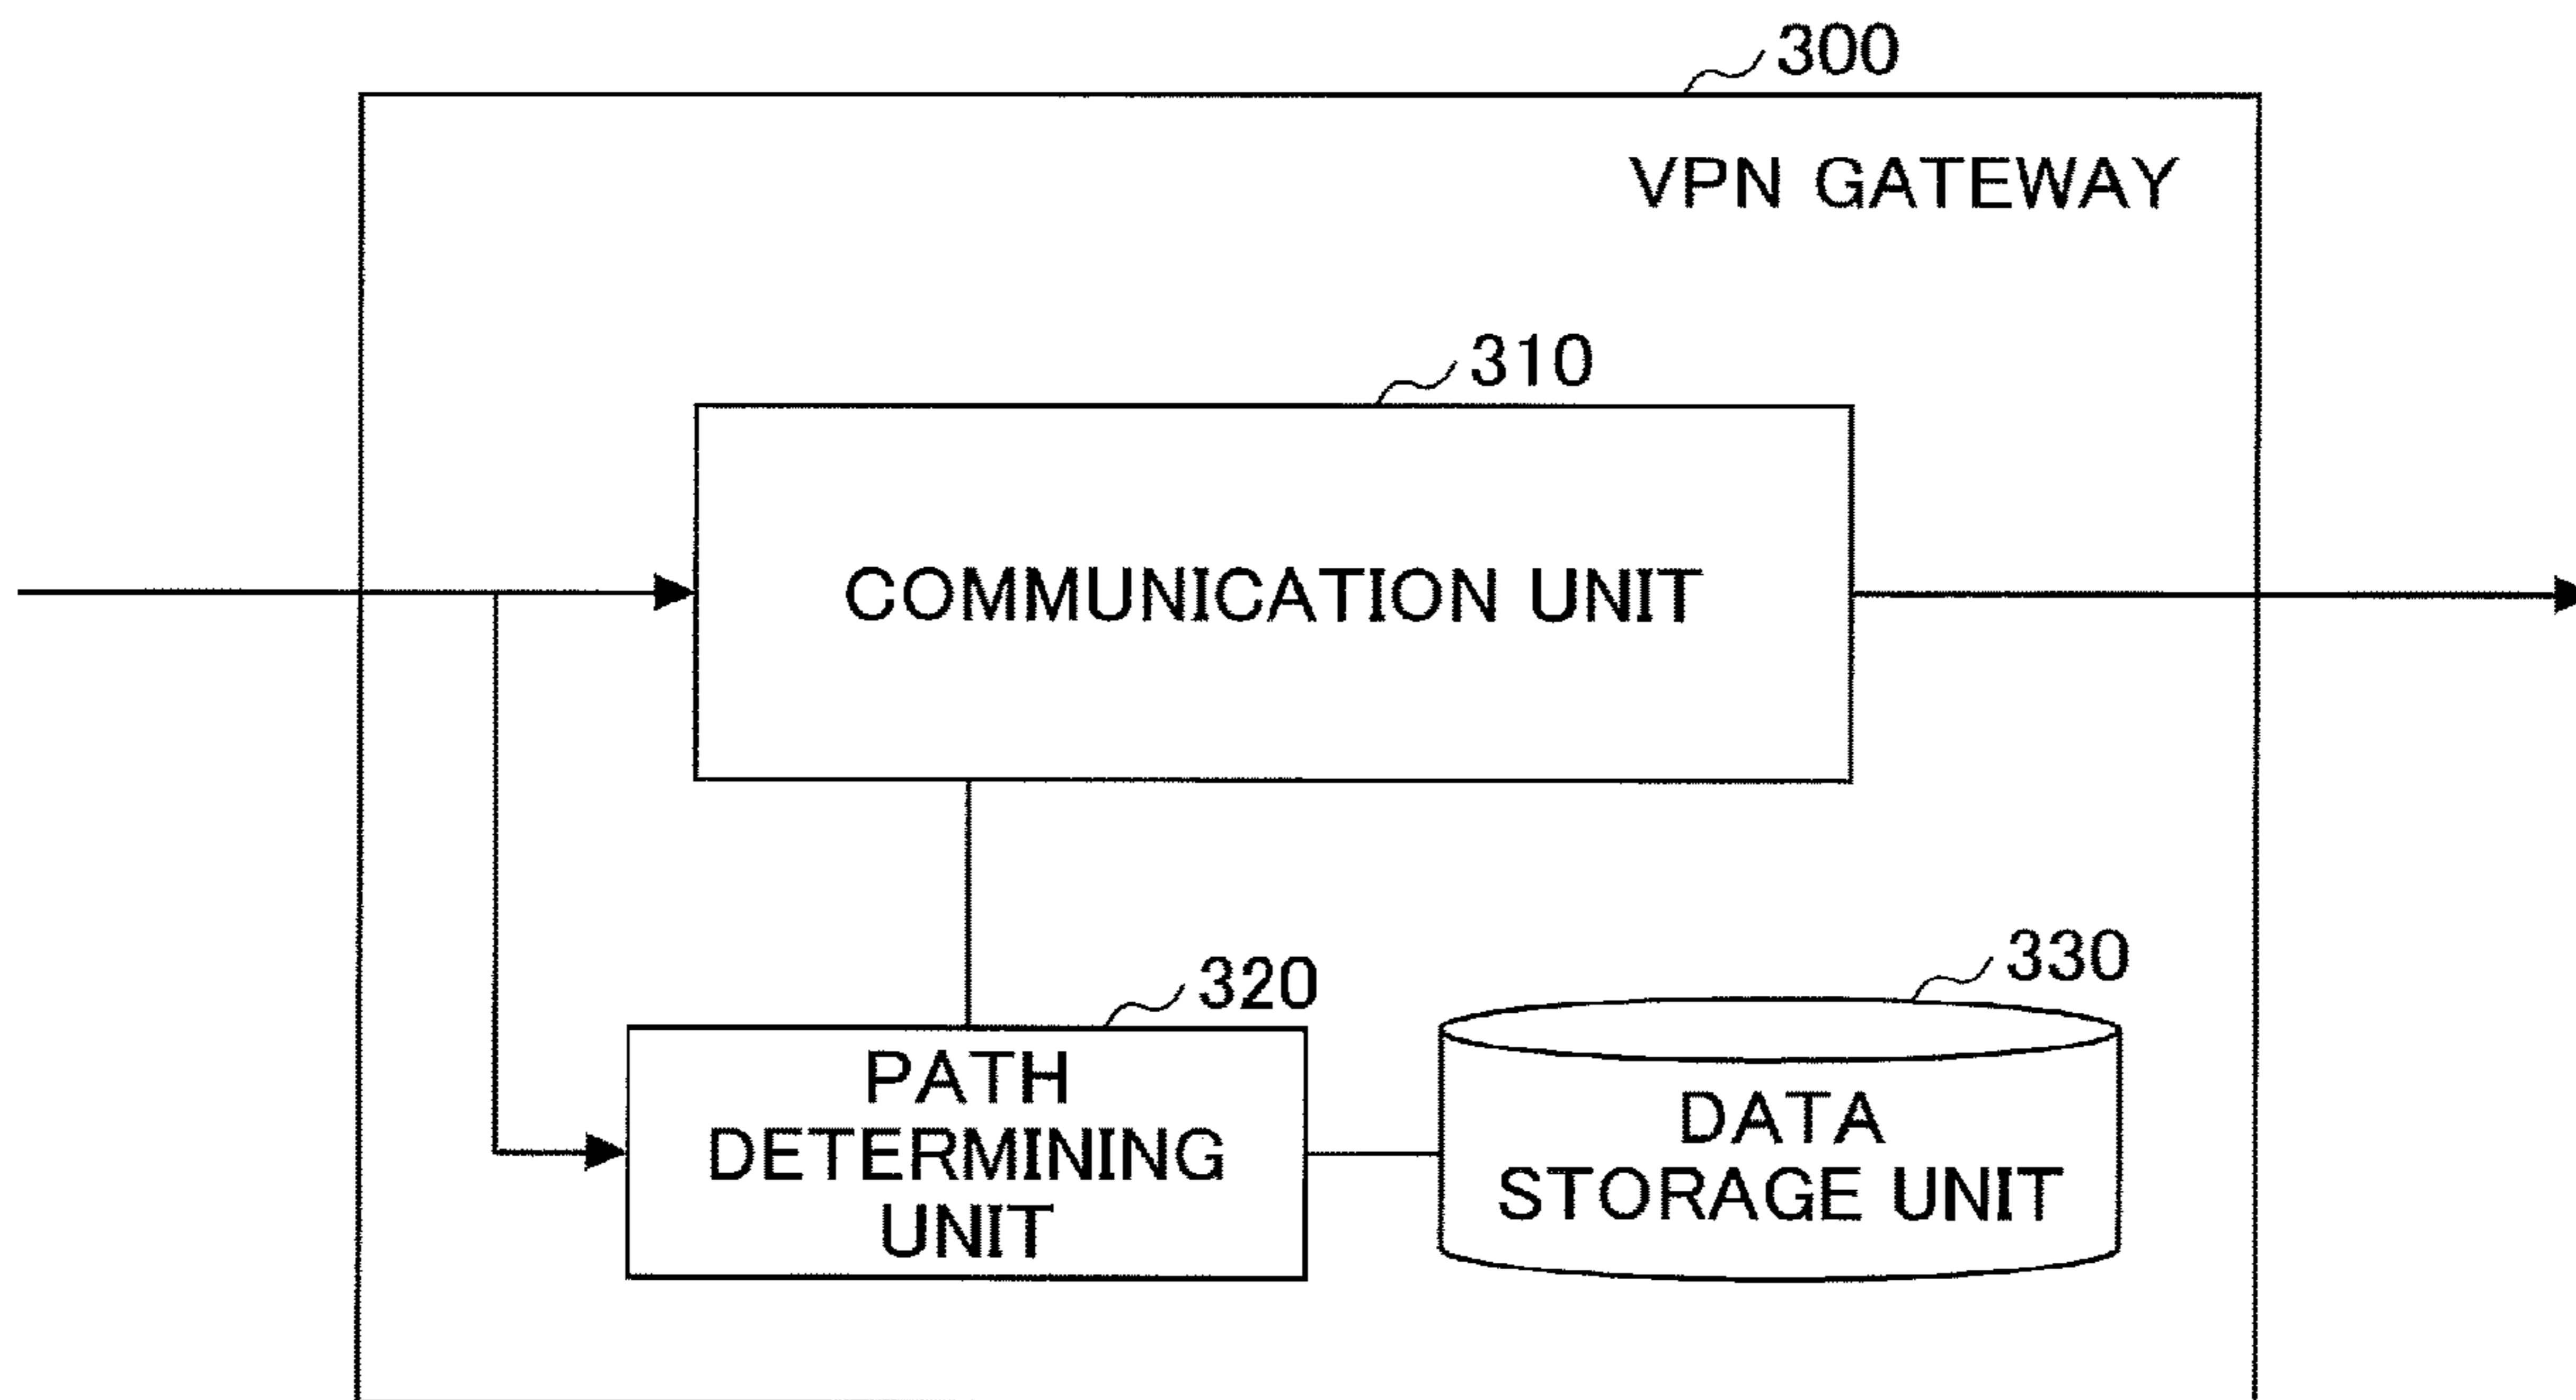 300
VPN GATEWAY
310
COMMUNICATION UNIT
320
PATH
DETERMINING
UNIT
330
DATA
STORAGE UNIT